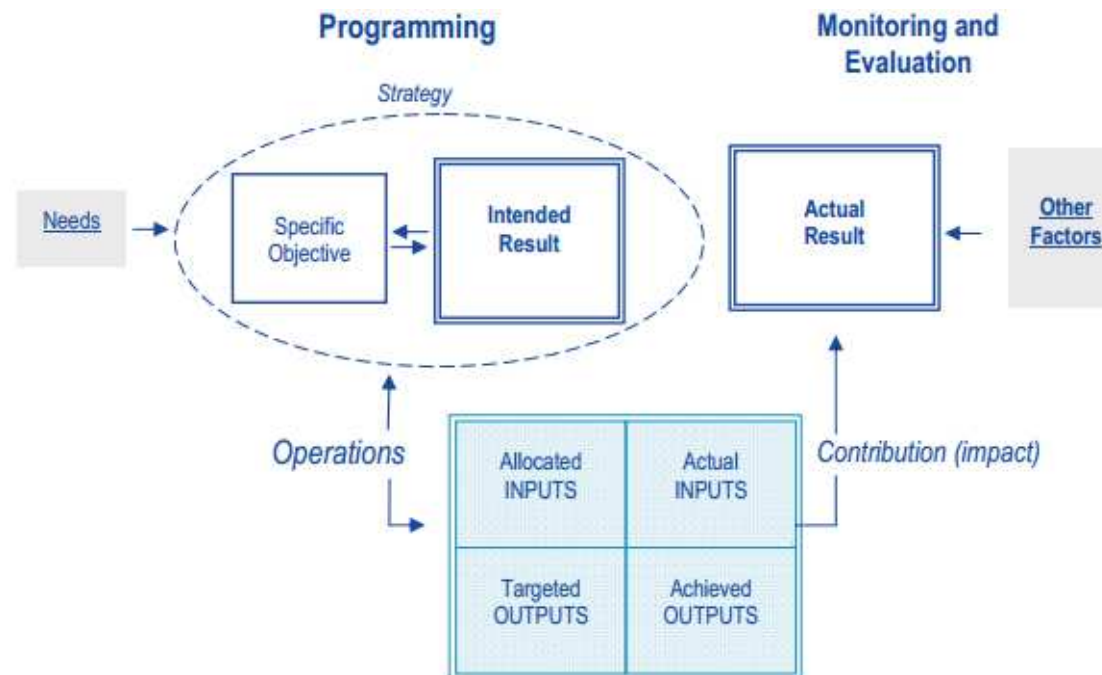 Programming
Monitoring and
Evaluation
Strategy
Needs
Specific
Objective
Intended
Result
Actual
Result
Other
Factors
Operations
Allocated
INPUTS
Actual
INPUTS
Contribution (impact)
Targeted
OUTPUTS
Achieved
OUTPUTS